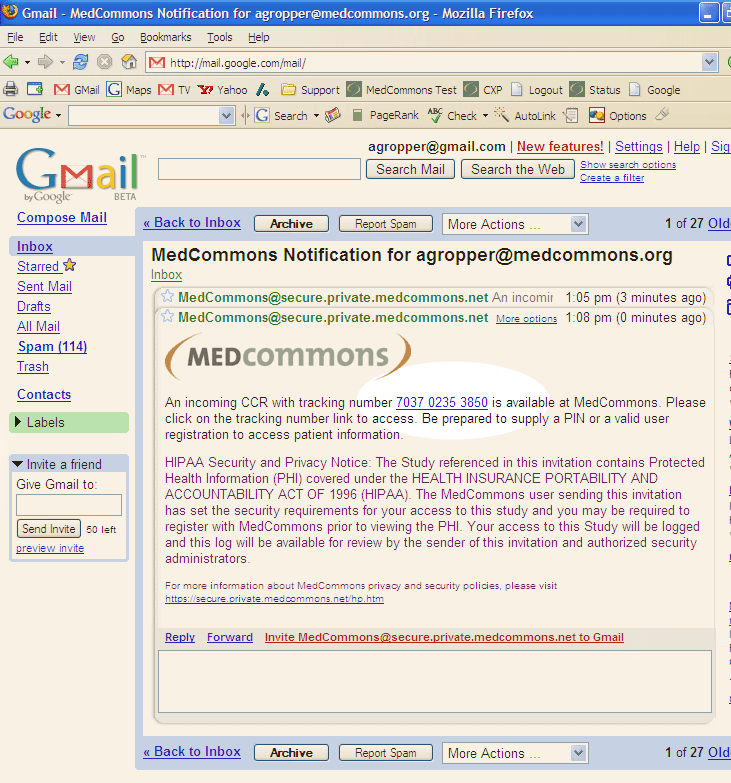 Gmail - MedCommons Notification for agropper@medcommons.org - Mozilla Firefox
File Edit View Go Bookmarks Tools Help
http://mail.google.com/mail/
GMail Maps TV Yahoo Support MedCommons Test CXP Logout Status Google
Google Search PageRank ABC Check AutoLink Options
agropper@gmail.com | New features! | Settings | Help | Sig
Gmail™
by Google BETA
Search Mail Search the Web Show search options
Create a filter
Compose Mail
Inbox
Starred
Sent Mail
Drafts
All Mail
Spam (114)
Trash
Contacts
Labels
Invite a friend
Give Gmail to:
Send Invite 50 left
preview invite
« Back to Inbox Archive Report Spam More Actions ... 1 of 27 Olde
MedCommons Notification for agropper@medcommons.org
Inbox
MedCommons@secure.private.medcommons.net An incomin 1:05 pm (3 minutes ago)
MedCommons@secure.private.medcommons.net More options 1:08 pm (0 minutes ago)
MEDcommons
An incoming CCR with tracking number 7037 0235 3850 is available at MedCommons. Please
click on the tracking number link to access. Be prepared to supply a PIN or a valid user
registration to access patient information.
HIPAA Security and Privacy Notice: The Study referenced in this invitation contains Protected
Health Information (PHI) covered under the HEALTH INSURANCE PORTABILITY AND
ACCOUNTABILITY ACT OF 1996 (HIPAA). The MedCommons user sending this invitation
has set the security requirements for your access to this study and you may be required to
register with MedCommons prior to viewing the PHI. Your access to this Study will be logged
and this log will be available for review by the sender of this invitation and authorized security
administrators.
For more information about MedCommons privacy and security policies, please visit
https://secure.private.medcommons.net/hp.htm
Reply Forward Invite MedCommons@secure.private.medcommons.net to Gmail
« Back to Inbox Archive Report Spam More Actions ... 1 of 27 Olde